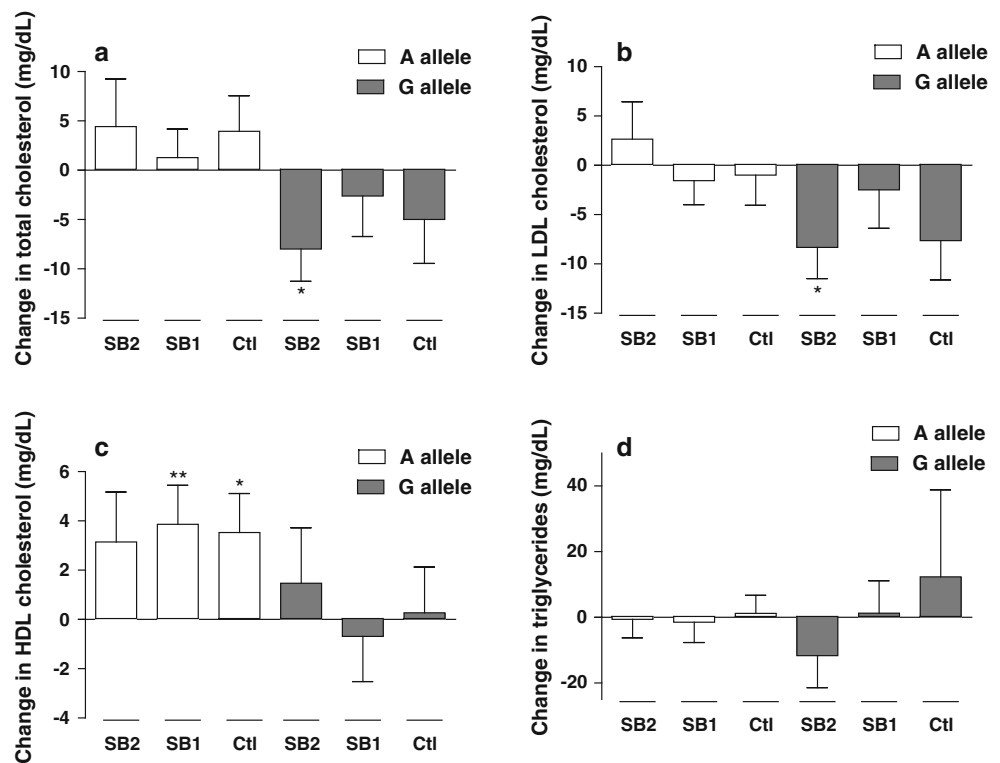 a
A allele
G allele
Change in total cholesterol (mg/dL)
10
5
0
-5
-10
-15
*
SB2 SB1 Ctl SB2 SB1 Ctl
b
A allele
G allele
Change in LDL cholesterol (mg/dL)
10
5
0
-5
-10
-15
*
SB2 SB1 Ctl SB2 SB1 Ctl
c
A allele
G allele
Change in HDL cholesterol (mg/dL)
6
4
2
0
-2
-4
** *
SB2 SB1 Ctl SB2 SB1 Ctl
d
A allele
G allele
Change in triglycerides (mg/dL)
40
20
0
-20
SB2 SB1 Ctl SB2 SB1 Ctl